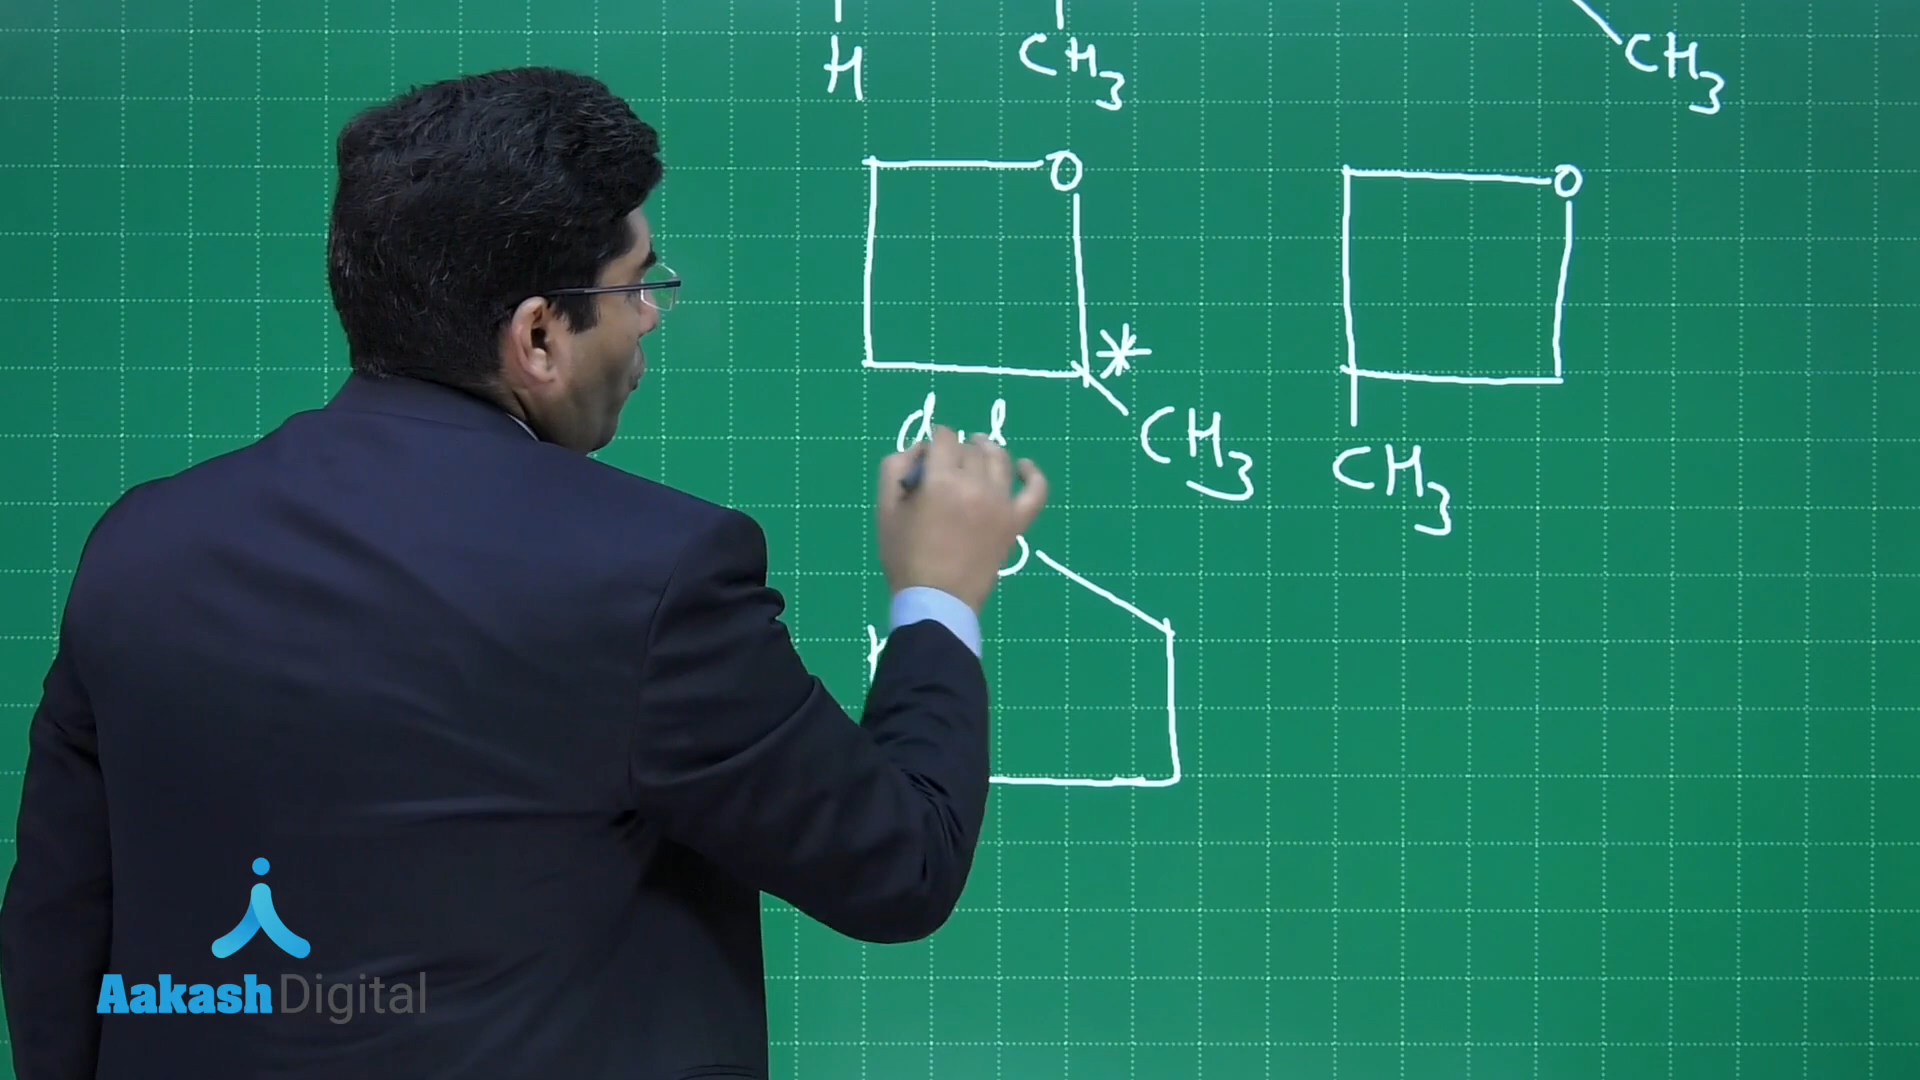 H CH3 CH3
O O
*
d, l CH3 CH3
Aakash Digital